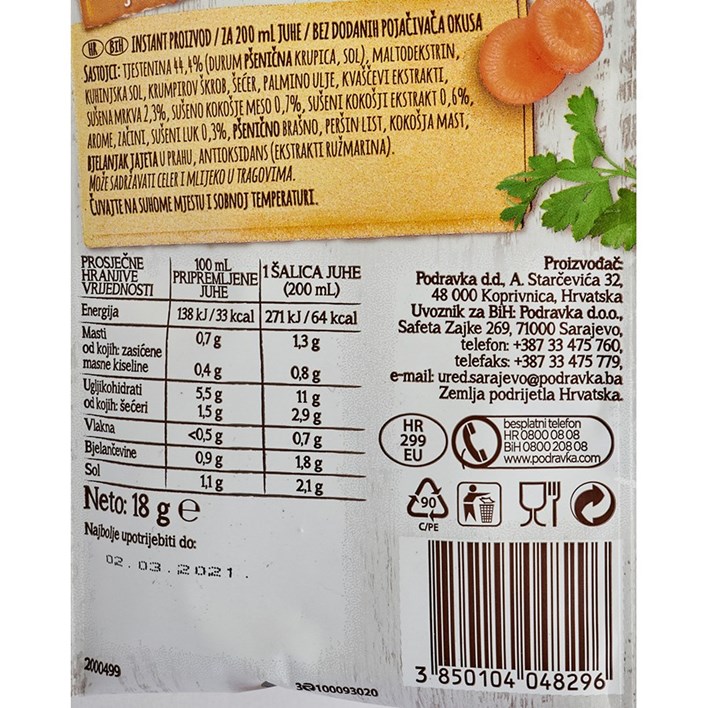 HR BIH INSTANT PROIZVOD / ZA 200 mL JUHE / BEZ DODANIH POJAČIVAČA OKUSA
SASTOJCI: TJESTENINA 44,4% (DURUM PŠENIČNA KRUPICA, SOL), MALTODEKSTRIN,
KUHINJSKA SOL, KRUMPIROV ŠKROB, ŠEĆER, PALMINO ULJE, KVAŠČEVI EKSTRAKTI,
SUŠENA MRKVA 2,3%, SUŠENO KOKOŠJE MESO 0,7%, SUŠENI KOKOŠJI EKSTRAKT 0,6%,
AROME, ZAČINI, SUŠENI LUK 0,3%, PŠENIČNO BRAŠNO, PERŠIN LIST, KOKOŠJA MAST,
BJELANJAK JAJETA U PRAHU, ANTIOKSIDANS (EKSTRAKTI RUŽMARINA).
MOŽE SADRŽAVATI CELER I MLIJEKO U TRAGOVIMA.
ČUVAJTE NA SUHOME MJESTU I SOBNOJ TEMPERATURI.
PROSJEČNE HRANJIVE VRIJEDNOSTI 100 mL PRIPREMLJENE JUHE 1 ŠALICA JUHE (200 mL)
Energija 138 kJ / 33 kcal 271 kJ / 64 kcal
Masti 0,7 g 1,3 g
od kojih: zasićene
masne kiseline 0,4 g 0,8 g
Ugljikohidrati 5,5 g 11 g
od kojih: šećeri 1,5 g 2,9 g
Vlakna <0,5 g 0,7 g
Bjelančevine 0,9 g 1,8 g
Sol 1,1 g 2,1 g
Neto: 18 g e
Najbolje upotrijebiti do:
02.03.2021.
2000499
Proizvođač:
Podravka d.d., A. Starčevića 32,
48 000 Koprivnica, Hrvatska
Uvoznik za BiH: Podravka d.o.o.,
Safeta Zajke 269, 71000 Sarajevo,
telefon: +387 33 475 760,
telefaks: +387 33 475 779,
e-mail: ured.sarajevo@podravka.ba
Zemlja podrijetla Hrvatska.
HR
299
EU
besplatni telefon
HR 0800 08 08
BiH 0800 208 08
www.podravka.com
90
C/PE
3 850104 048296
100093020